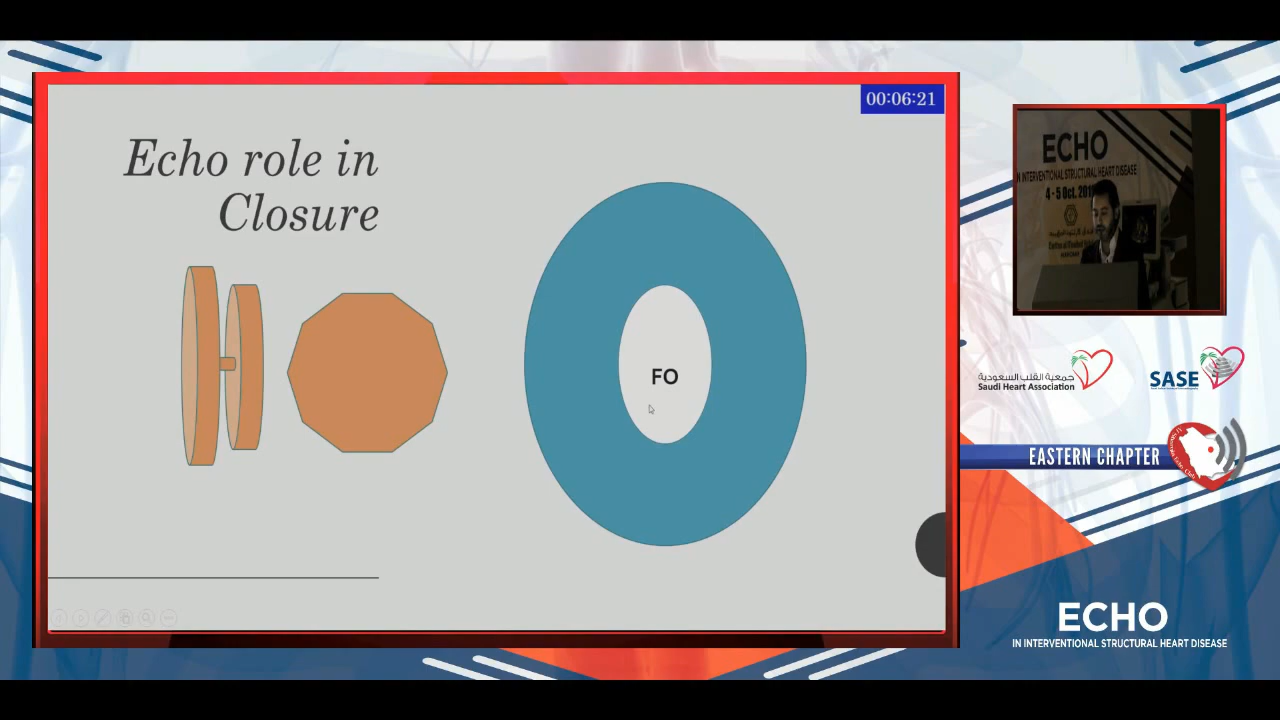 00:06:21
Echo role in
Closure
FO
ECHO
IN INTERVENTIONAL STRUCTURAL HEART DISEASE
جمعية القلب السعودية
Saudi Heart Association
SASE
EASTERN CHAPTER
ECHO
IN INTERVENTIONAL STRUCTURAL HEART DISEASE